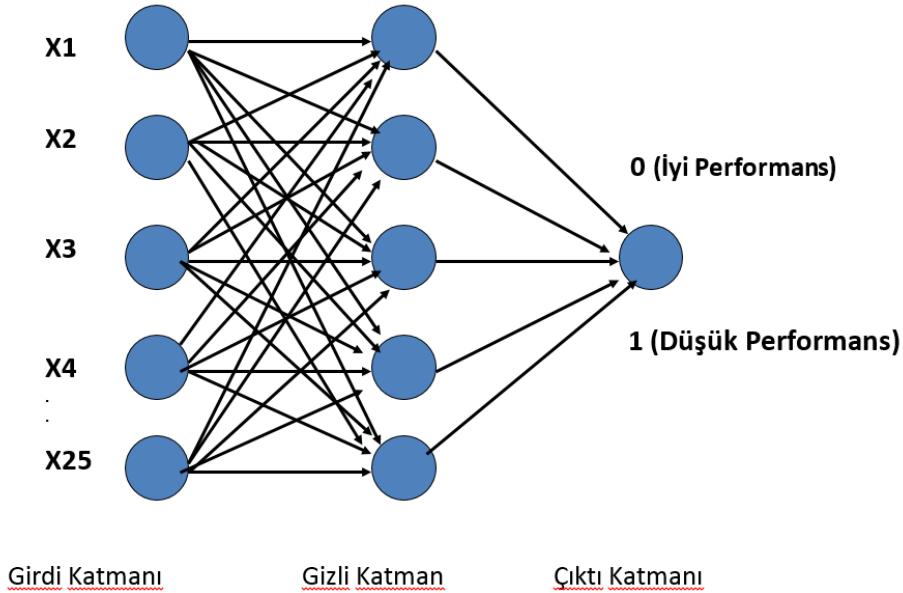 X1
X2
X3
X4
.
.
X25
0 (İyi Performans)
1 (Düşük Performans)
Girdi Katmanı
Gizli Katman
Çıktı Katmanı